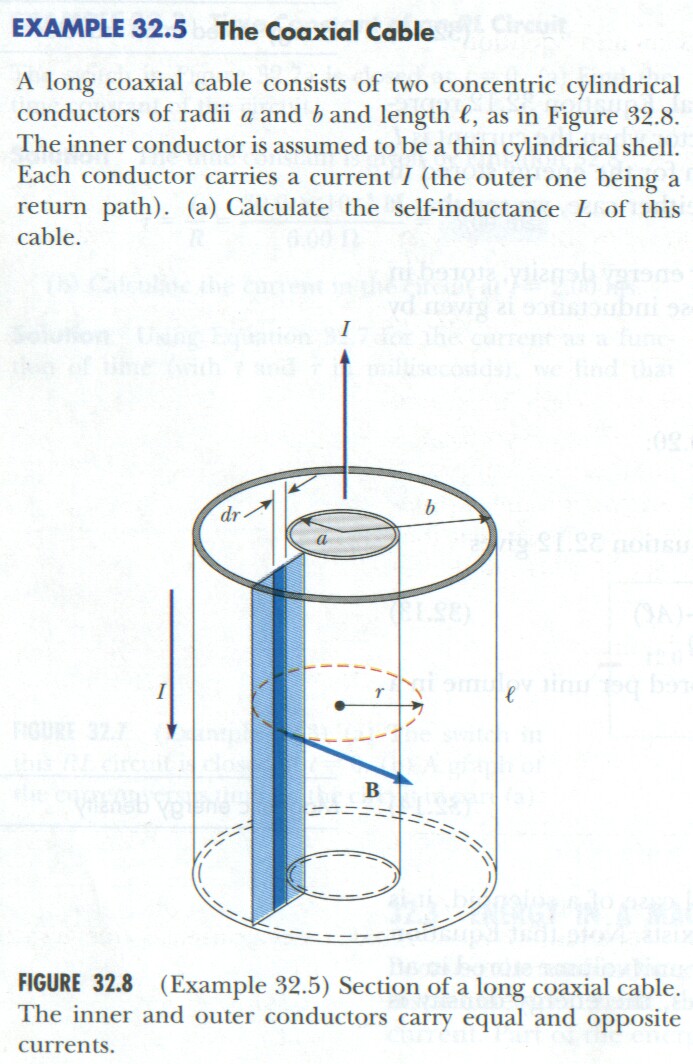 EXAMPLE 32.5 The Coaxial Cable
A long coaxial cable consists of two concentric cylindrical
conductors of radii a and b and length ℓ, as in Figure 32.8.
The inner conductor is assumed to be a thin cylindrical shell.
Each conductor carries a current I (the outer one being a
return path). (a) Calculate the self-inductance L of this
cable.
I
dr
a
b
I
r
ℓ
B
FIGURE 32.8 (Example 32.5) Section of a long coaxial cable.
The inner and outer conductors carry equal and opposite
currents.